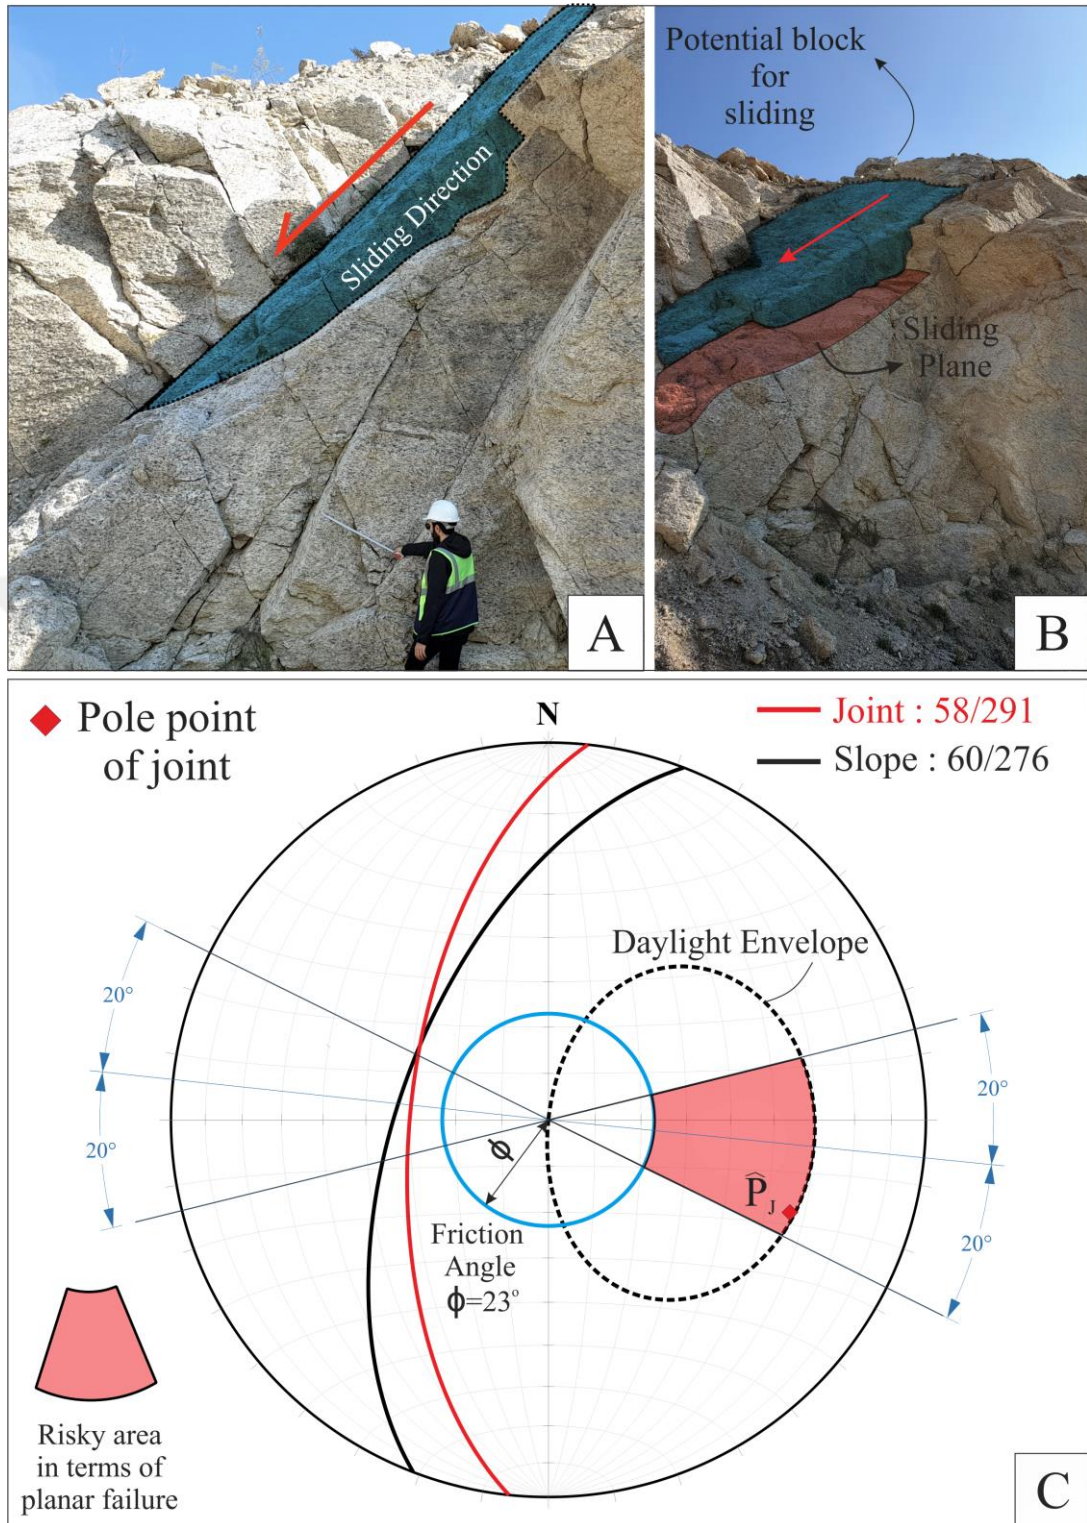 Sliding Direction
A
Potential block
for
sliding
Sliding
Plane
B
Pole point
of joint
N
Joint : 58/291
Slope : 60/276
Daylight Envelope
20°
20°
20°
20°
ϕ
P̂J
Friction
Angle
ϕ=23°
Risky area
in terms of
planar failure
C